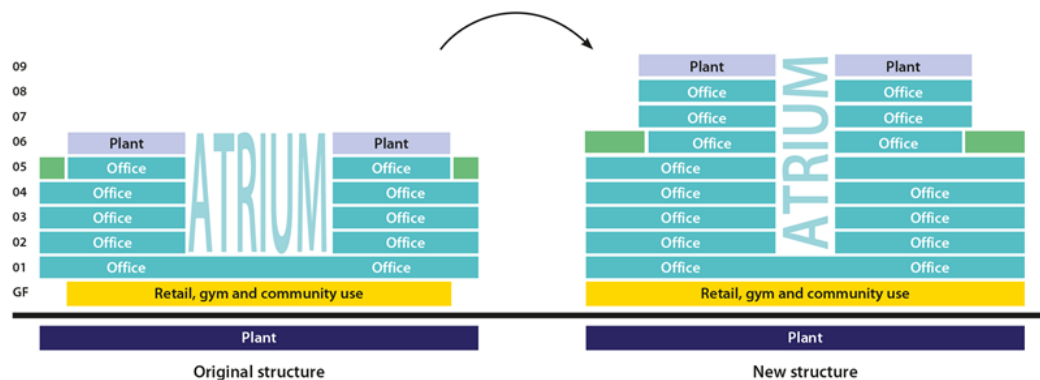 09 Plant Plant
08 Office Office
07 Office Office
06 Plant Plant Office Office
05 Office Office Office
04 Office Office Office Office
03 Office Office Office Office
02 Office Office Office Office
01 Office Office Office Office
ATRIUM ATRIUM
GF Retail, gym and community use Retail, gym and community use
Plant Plant
Original structure New structure